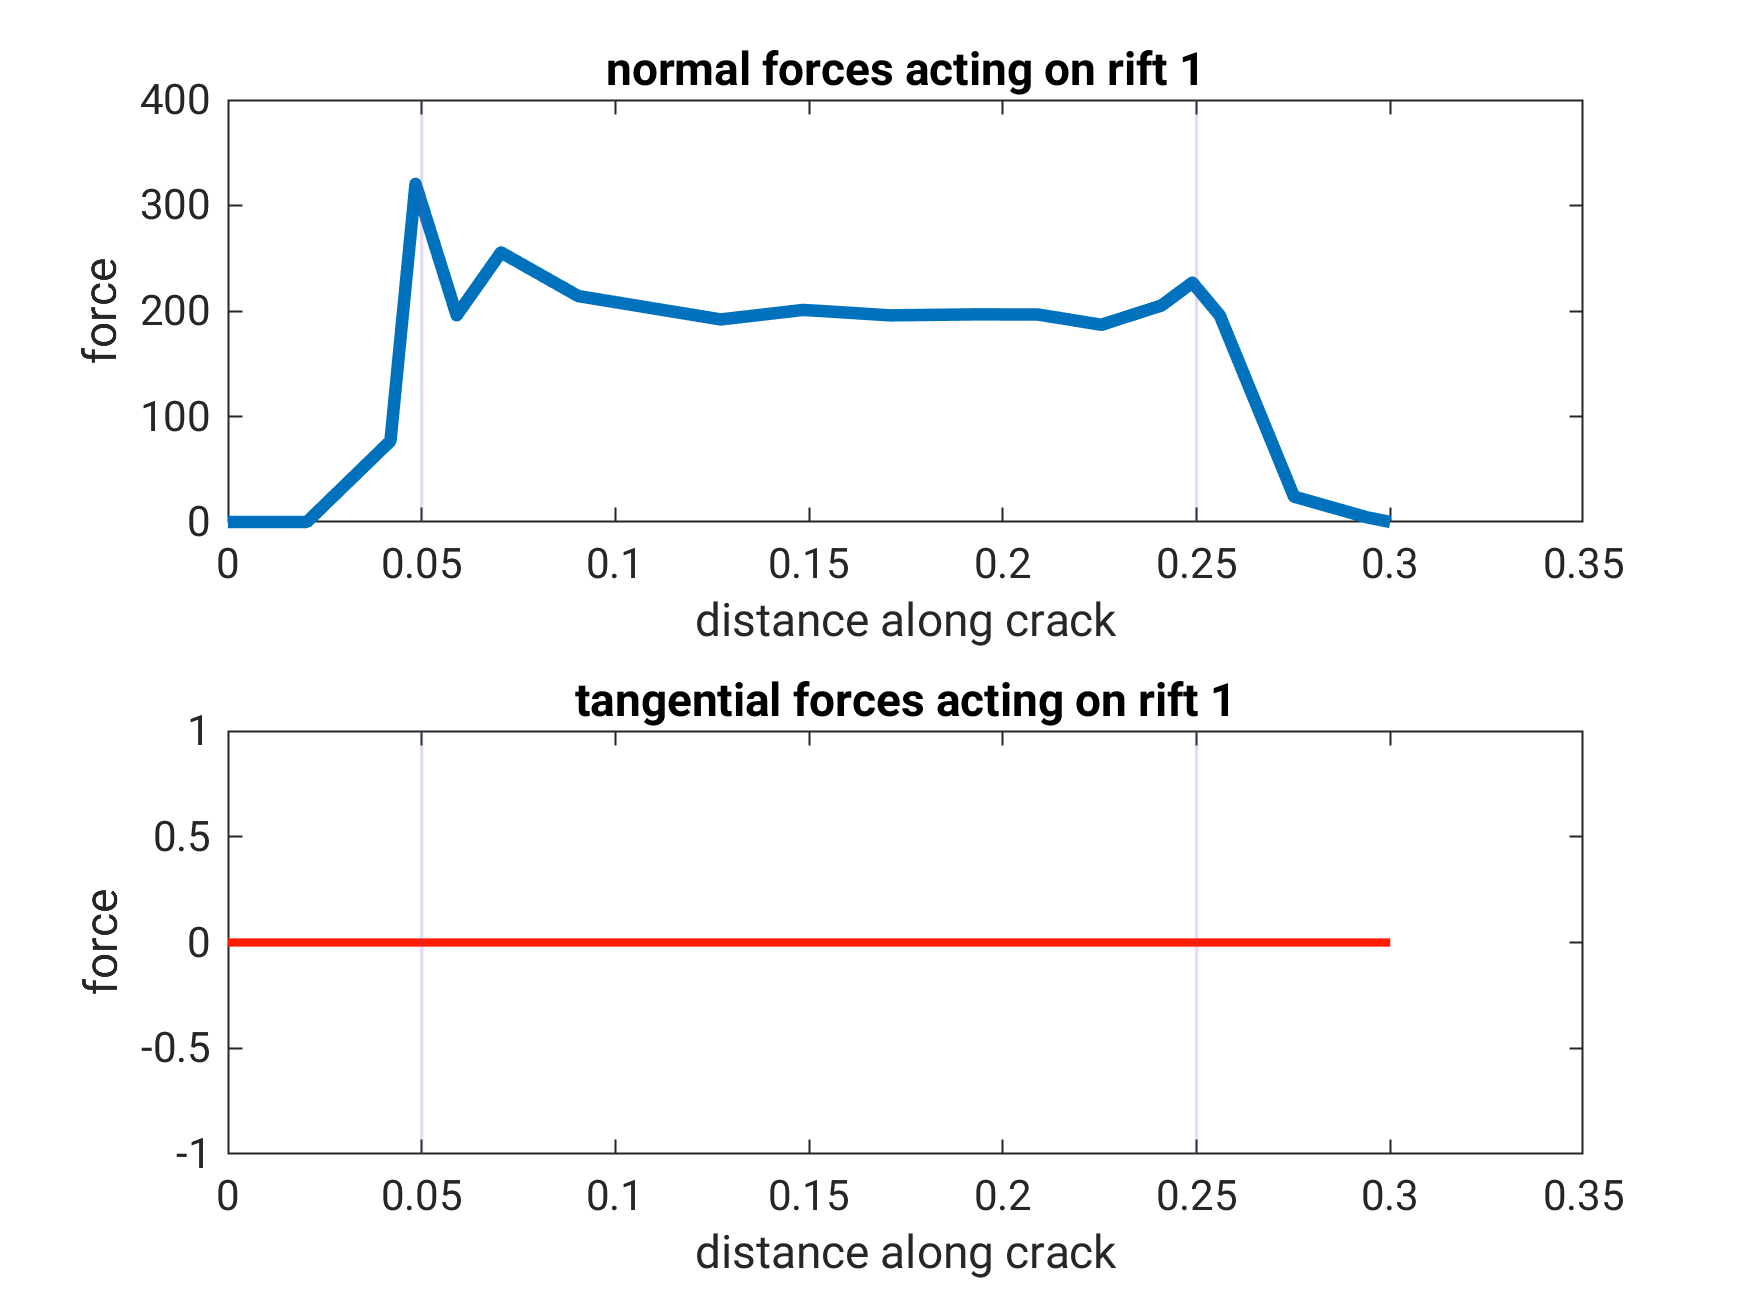 normal forces acting on rift 1
400
300
200
100
0
force
0 0.05 0.1 0.15 0.2 0.25 0.3 0.35
distance along crack
tangential forces acting on rift 1
1
0.5
0
-0.5
-1
force
0 0.05 0.1 0.15 0.2 0.25 0.3 0.35
distance along crack